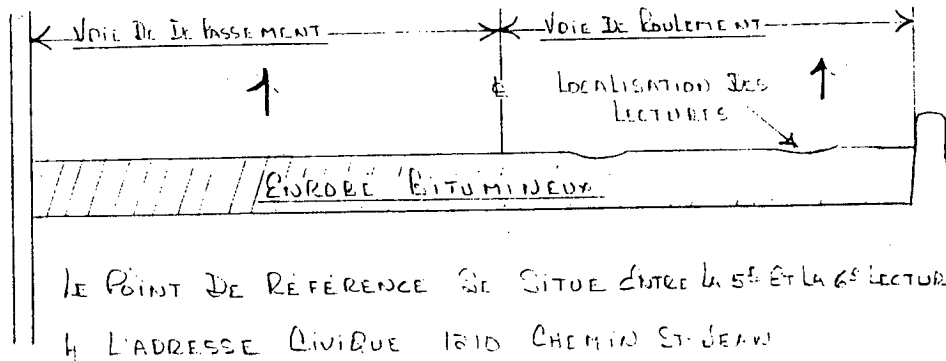 VOIE DE DEPASSEMENT
VOIE DE ROULEMENT
LOCALISATION DES
LECTURES
ENROBÉ BITUMINEUX
LE POINT DE RÉFÉRENCE SE SITUE ENTRE LA 5E ET LA 6E LECTUR
À L'ADRESSE CIVIQUE 1210 CHEMIN ST-JEAN